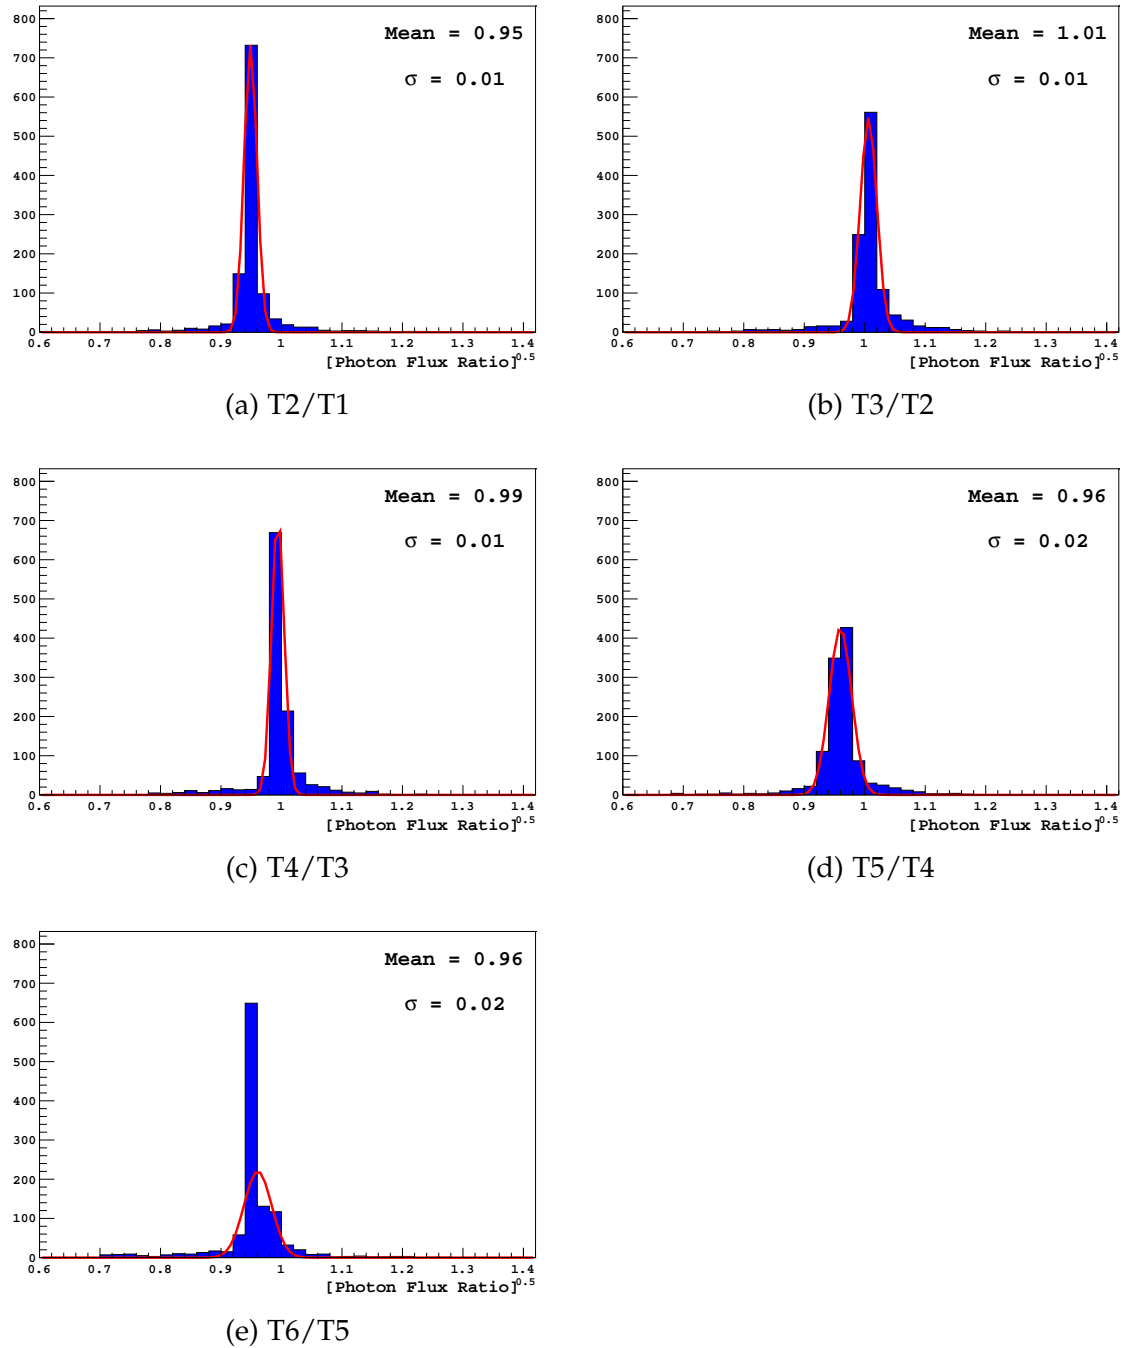 800
700
600
500
400
300
200
100
0
Mean = 0.95
σ = 0.01
0.6 0.7 0.8 0.9 1 1.1 1.2 1.3 1.4
[Photon Flux Ratio]^0.5
(a) T2/T1
800
700
600
500
400
300
200
100
0
Mean = 1.01
σ = 0.01
0.6 0.7 0.8 0.9 1 1.1 1.2 1.3 1.4
[Photon Flux Ratio]^0.5
(b) T3/T2
800
700
600
500
400
300
200
100
0
Mean = 0.99
σ = 0.01
0.6 0.7 0.8 0.9 1 1.1 1.2 1.3 1.4
[Photon Flux Ratio]^0.5
(c) T4/T3
800
700
600
500
400
300
200
100
0
Mean = 0.96
σ = 0.02
0.6 0.7 0.8 0.9 1 1.1 1.2 1.3 1.4
[Photon Flux Ratio]^0.5
(d) T5/T4
800
700
600
500
400
300
200
100
0
Mean = 0.96
σ = 0.02
0.6 0.7 0.8 0.9 1 1.1 1.2 1.3 1.4
[Photon Flux Ratio]^0.5
(e) T6/T5